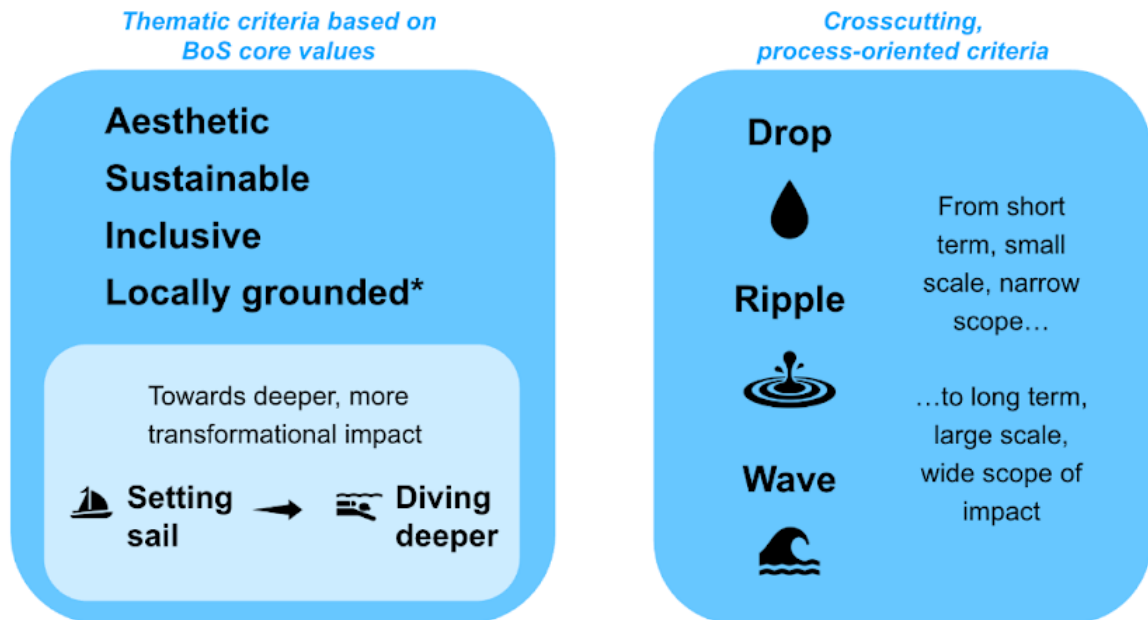 Thematic criteria based on
BoS core values
Aesthetic
Sustainable
Inclusive
Locally grounded*
Towards deeper, more
transformational impact
Setting
sail
Diving
deeper
Crosscutting,
process-oriented criteria
Drop
Ripple
Wave
From short
term, small
scale, narrow
scope…
…to long term,
large scale,
wide scope of
impact